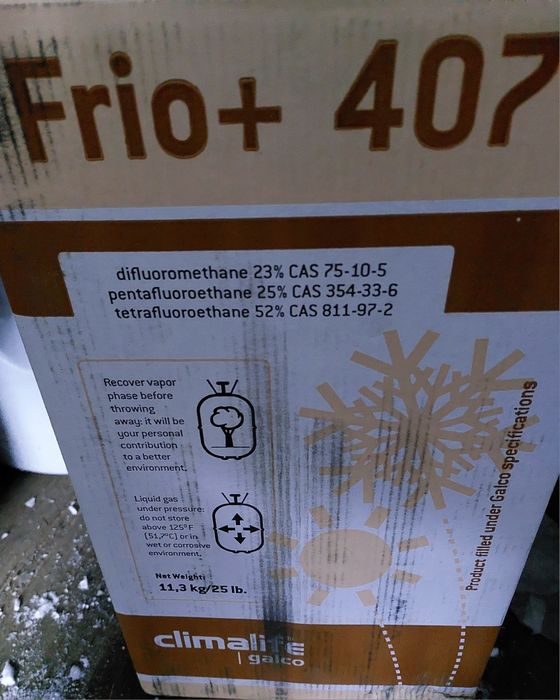 Frio+ 407
difluoromethane 23% CAS 75-10-5
pentafluoroethane 25% CAS 354-33-6
tetrafluoroethane 52% CAS 811-97-2
Recover vapor
phase before
throwing
away: it will be
your personal
contribution
to a better
environment.
Liquid gas
under pressure:
do not store
above 125°F
(51,7°C) or in
wet or corrosive
environment.
Net Weight:
11,3 kg/25 lb.
Product filled under Galco specifications
climalife
| galco